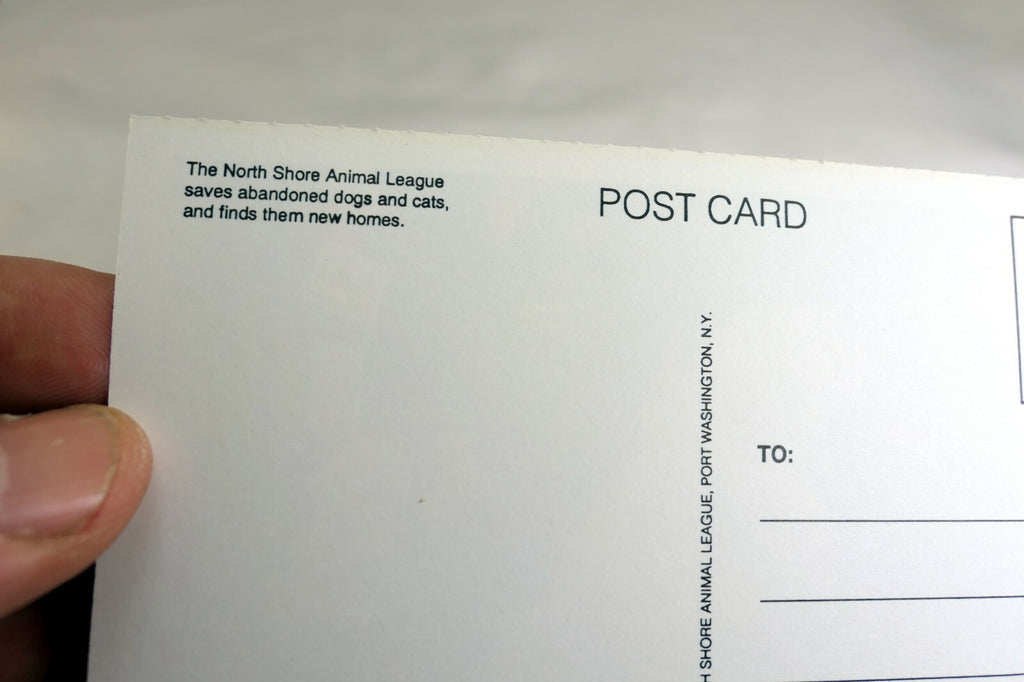 The North Shore Animal League
saves abandoned dogs and cats,
and finds them new homes.
POST CARD
SHORE ANIMAL LEAGUE, PORT WASHINGTON, N.Y.
TO: